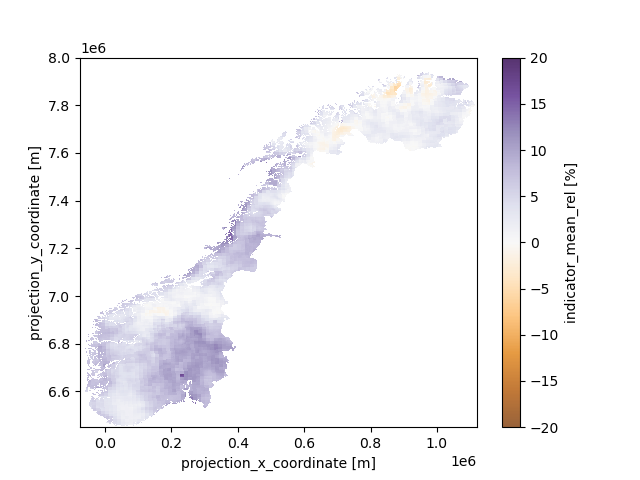 1e6
8.0
7.8
7.6
7.4
7.2
7.0
6.8
6.6
projection_y_coordinate [m]
0.0 0.2 0.4 0.6 0.8 1.0
projection_x_coordinate [m]
1e6
20
15
10
5
0
−5
−10
−15
−20
indicator_mean_rel [%]